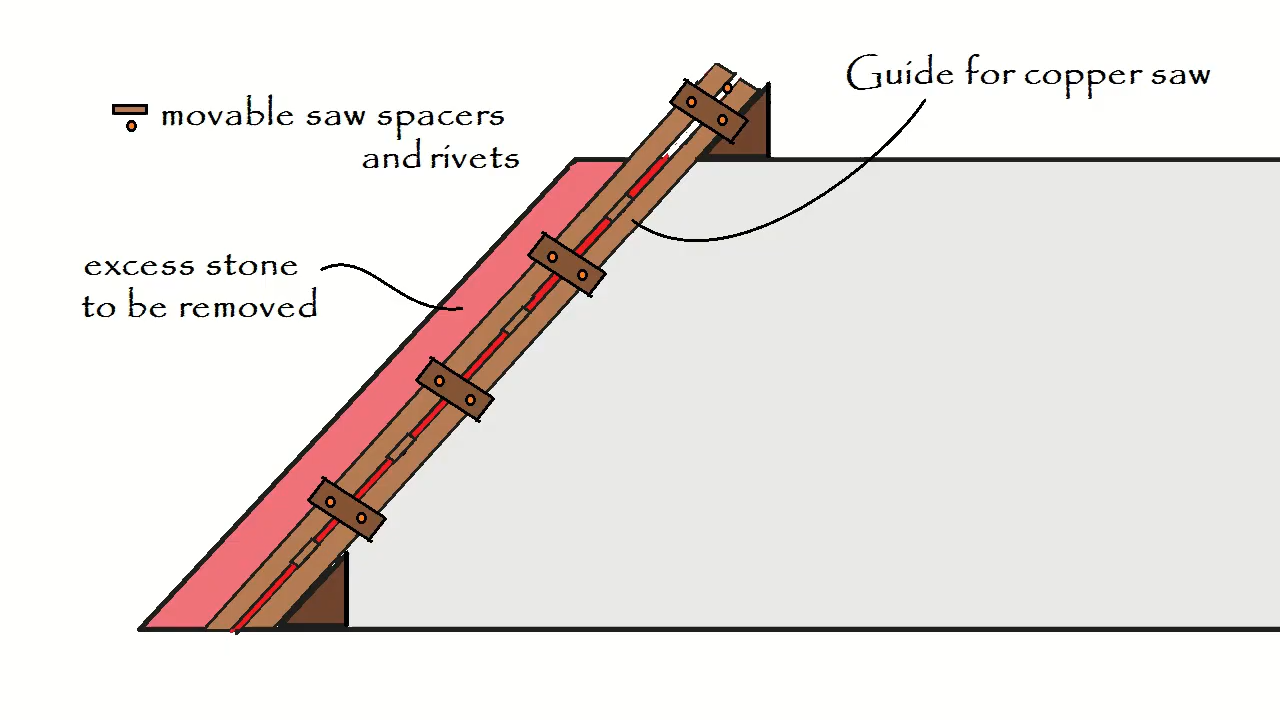 Guide for copper saw
movable saw spacers
and rivets
excess stone
to be removed